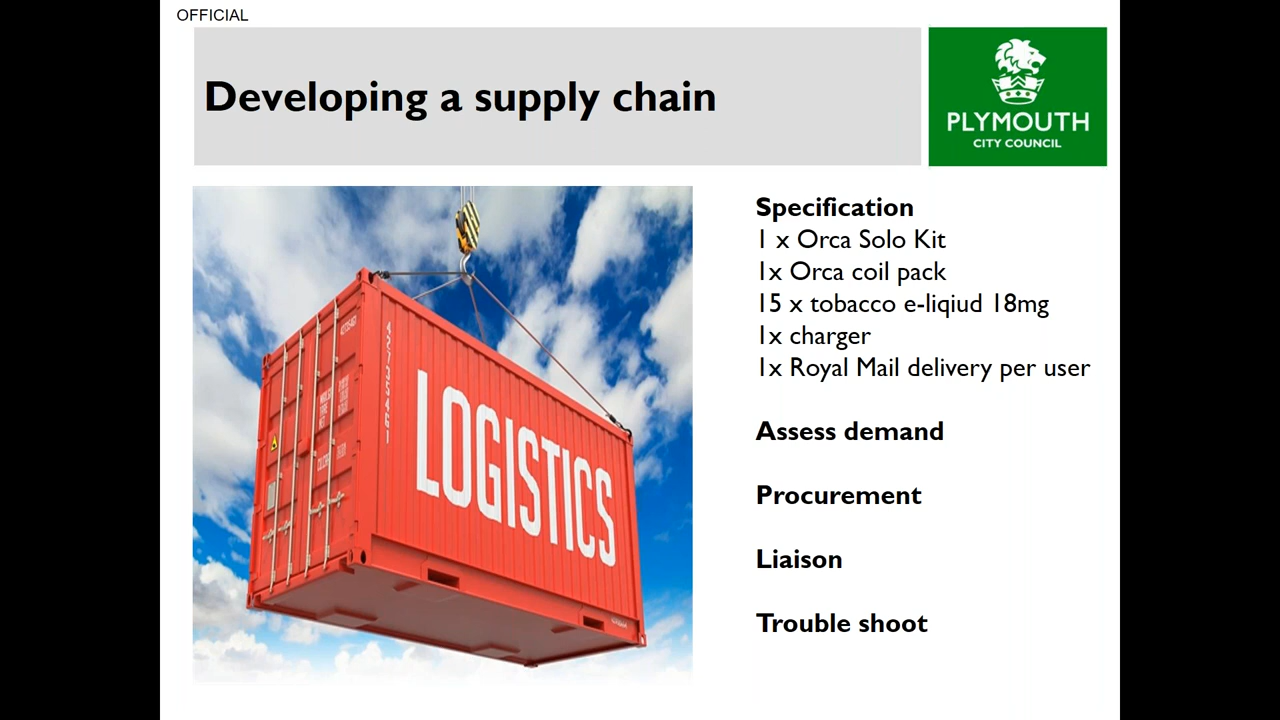 OFFICIAL
Developing a supply chain
PLYMOUTH
CITY COUNCIL
LOGISTICS
Specification
1 x Orca Solo Kit
1x Orca coil pack
15 x tobacco e-liqiud 18mg
1x charger
1x Royal Mail delivery per user
Assess demand
Procurement
Liaison
Trouble shoot